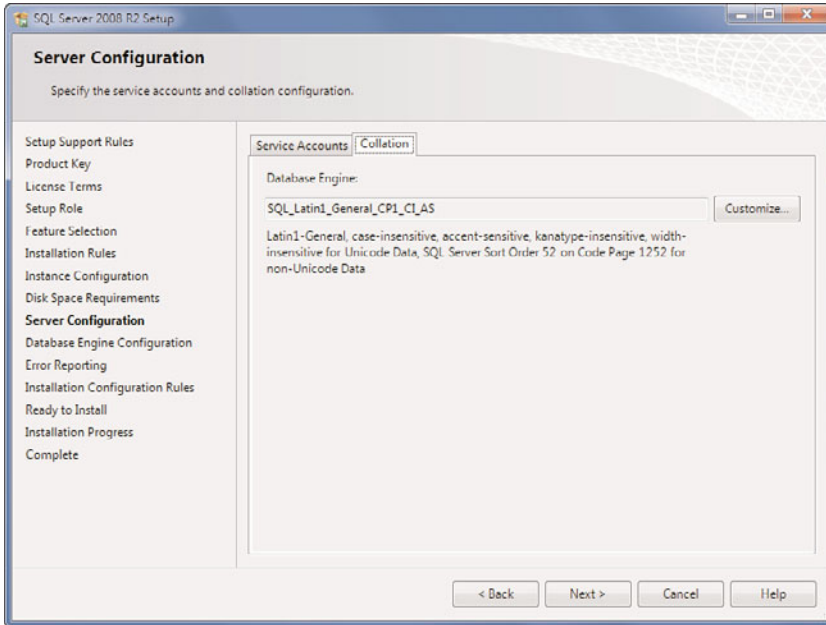 SQL Server 2008 R2 Setup
Server Configuration
Specify the service accounts and collation configuration.
Setup Support Rules
Product Key
License Terms
Setup Role
Feature Selection
Installation Rules
Instance Configuration
Disk Space Requirements
Server Configuration
Database Engine Configuration
Error Reporting
Installation Configuration Rules
Ready to Install
Installation Progress
Complete
Service Accounts Collation
Database Engine:
SQL_Latin1_General_CP1_CI_AS Customize...
Latin1-General, case-insensitive, accent-sensitive, kanatype-insensitive, width-
insensitive for Unicode Data, SQL Server Sort Order 52 on Code Page 1252 for
non-Unicode Data
< Back Next > Cancel Help